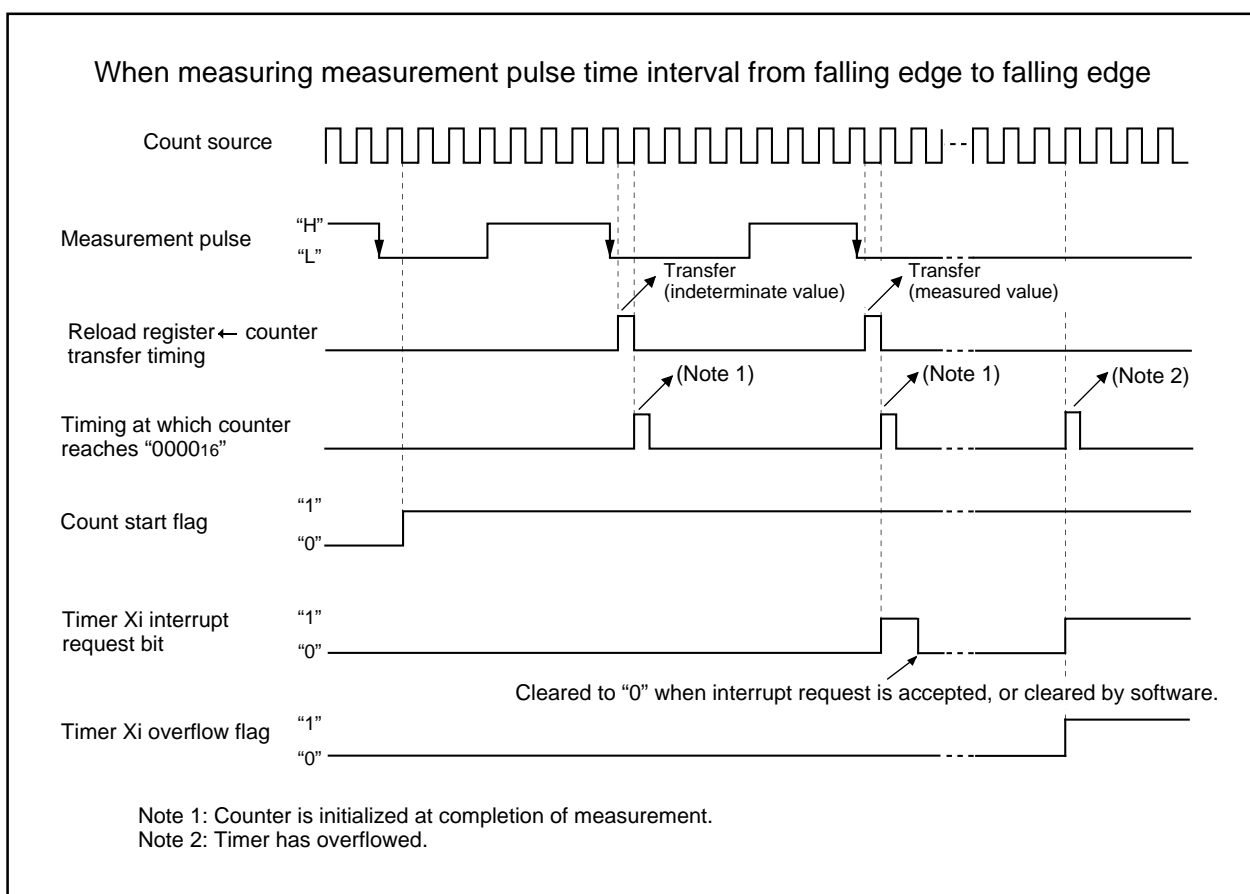 When measuring measurement pulse time interval from falling edge to falling edge
Count source
Measurement pulse
“H”
“L”
Transfer
(indeterminate value)
Transfer
(measured value)
Reload register ← counter
transfer timing
(Note 1)
(Note 1)
(Note 2)
Timing at which counter
reaches “000016”
Count start flag
“1”
“0”
Timer Xi interrupt
request bit
“1”
“0”
Cleared to “0” when interrupt request is accepted, or cleared by software.
Timer Xi overflow flag
“1”
“0”
Note 1: Counter is initialized at completion of measurement.
Note 2: Timer has overflowed.